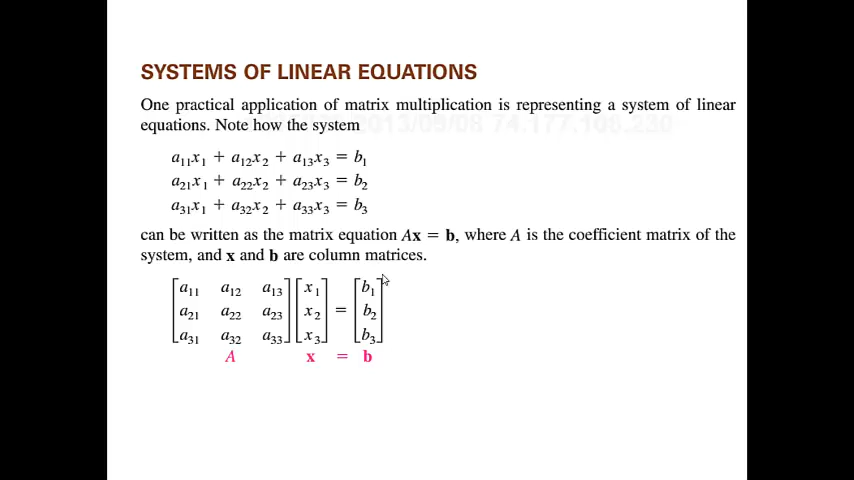 SYSTEMS OF LINEAR EQUATIONS
One practical application of matrix multiplication is representing a system of linear
equations. Note how the system
a₁₁x₁ + a₁₂x₂ + a₁₃x₃ = b₁
a₂₁x₁ + a₂₂x₂ + a₂₃x₃ = b₂
a₃₁x₁ + a₃₂x₂ + a₃₃x₃ = b₃
can be written as the matrix equation Ax = b, where A is the coefficient matrix of the
system, and x and b are column matrices.
[a₁₁ a₁₂ a₁₃] [x₁] [b₁]
[a₂₁ a₂₂ a₂₃] [x₂] = [b₂]
[a₃₁ a₃₂ a₃₃] [x₃] [b₃]
A x = b